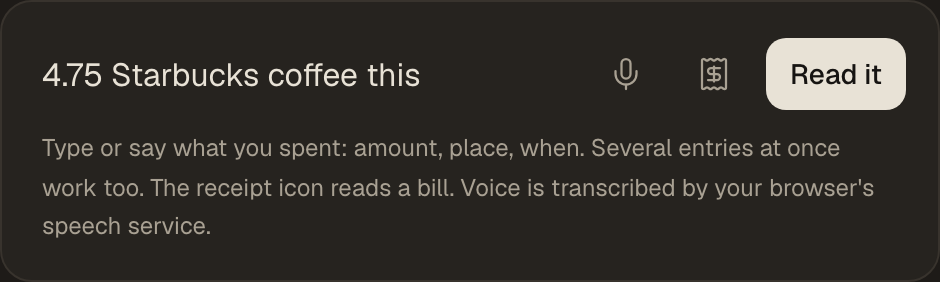 4.75 Starbucks coffee this
Read it
Type or say what you spent: amount, place, when. Several entries at once
work too. The receipt icon reads a bill. Voice is transcribed by your browser's
speech service.